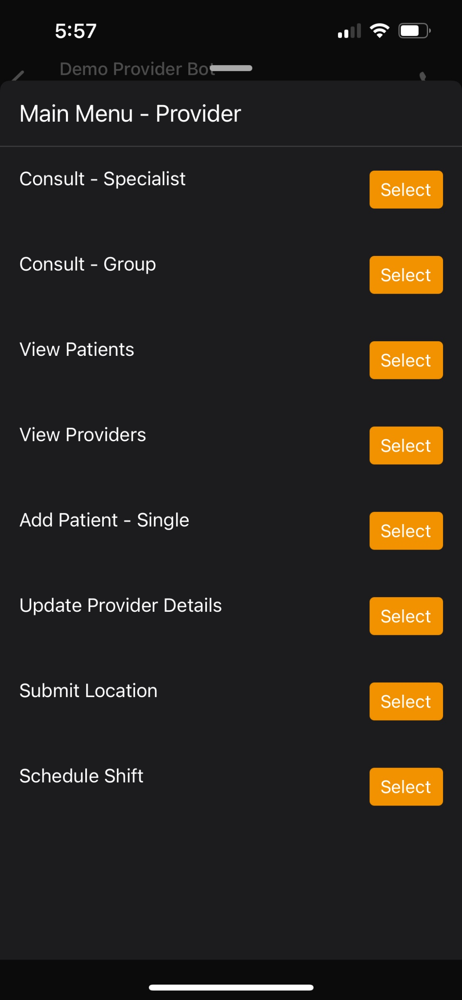 5:57
Demo Provider Bot
Main Menu - Provider
Consult - Specialist
Select
Consult - Group
Select
View Patients
Select
View Providers
Select
Add Patient - Single
Select
Update Provider Details
Select
Submit Location
Select
Schedule Shift
Select